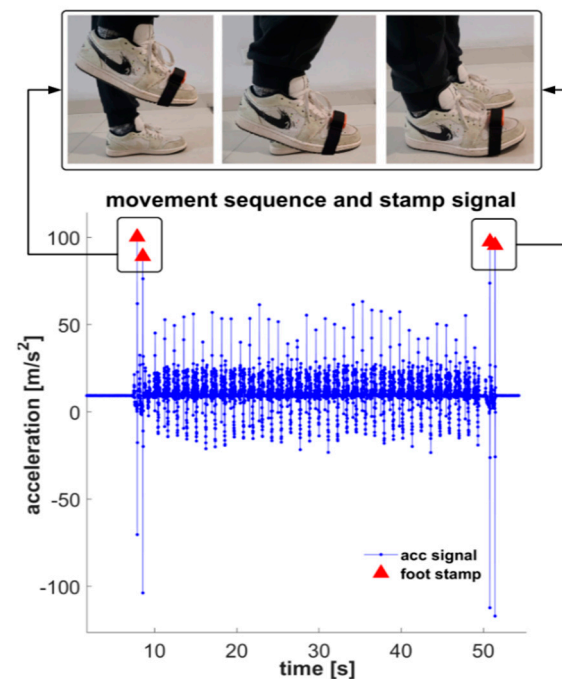 movement sequence and stamp signal
100
50
0
-50
-100
acceleration [m/s²]
acc signal
foot stamp
10
20
30
40
50
time [s]